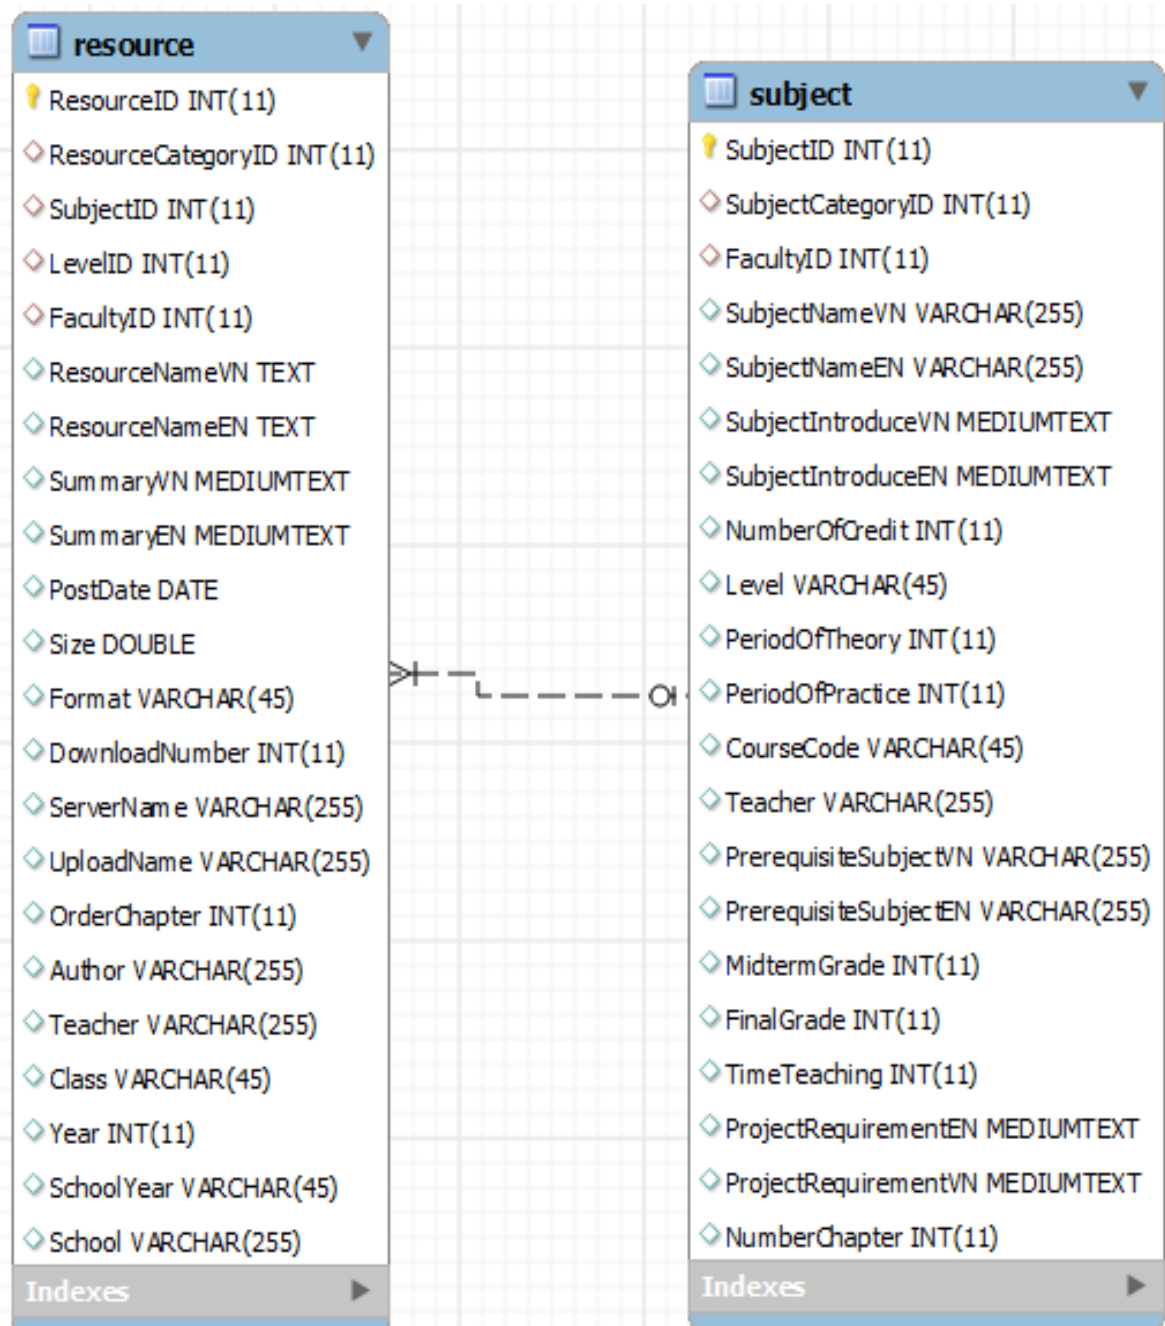 resource
ResourceID INT(11)
ResourceCategoryID INT(11)
SubjectID INT(11)
LevelID INT(11)
FacultyID INT(11)
ResourceNameVN TEXT
ResourceNameEN TEXT
SummaryVN MEDIUMTEXT
SummaryEN MEDIUMTEXT
PostDate DATE
Size DOUBLE
Format VARCHAR(45)
DownloadNumber INT(11)
ServerName VARCHAR(255)
UploadName VARCHAR(255)
OrderChapter INT(11)
Author VARCHAR(255)
Teacher VARCHAR(255)
Class VARCHAR(45)
Year INT(11)
SchoolYear VARCHAR(45)
School VARCHAR(255)
Indexes
subject
SubjectID INT(11)
SubjectCategoryID INT(11)
FacultyID INT(11)
SubjectNameVN VARCHAR(255)
SubjectNameEN VARCHAR(255)
SubjectIntroduceVN MEDIUMTEXT
SubjectIntroduceEN MEDIUMTEXT
NumberOfCredit INT(11)
Level VARCHAR(45)
PeriodOfTheory INT(11)
PeriodOfPractice INT(11)
CourseCode VARCHAR(45)
Teacher VARCHAR(255)
PrerequisiteSubjectVN VARCHAR(255)
PrerequisiteSubjectEN VARCHAR(255)
MidtermGrade INT(11)
FinalGrade INT(11)
TimeTeaching INT(11)
ProjectRequirementEN MEDIUMTEXT
ProjectRequirementVN MEDIUMTEXT
NumberChapter INT(11)
Indexes